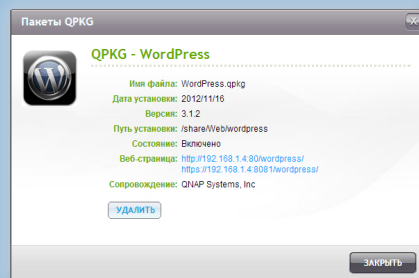 Пакеты QPKG
QPKG - WordPress
Имя файла: WordPress.qpkg
Дата установки: 2012/11/16
Версия: 3.1.2
Путь установки: /share/Web/wordpress
Состояние: Включено
Веб-страница: http://192.168.1.4:80/wordpress/
https://192.168.1.4:8081/wordpress/
Сопровождение: QNAP Systems, Inc
УДАЛИТЬ
ЗАКРЫТЬ